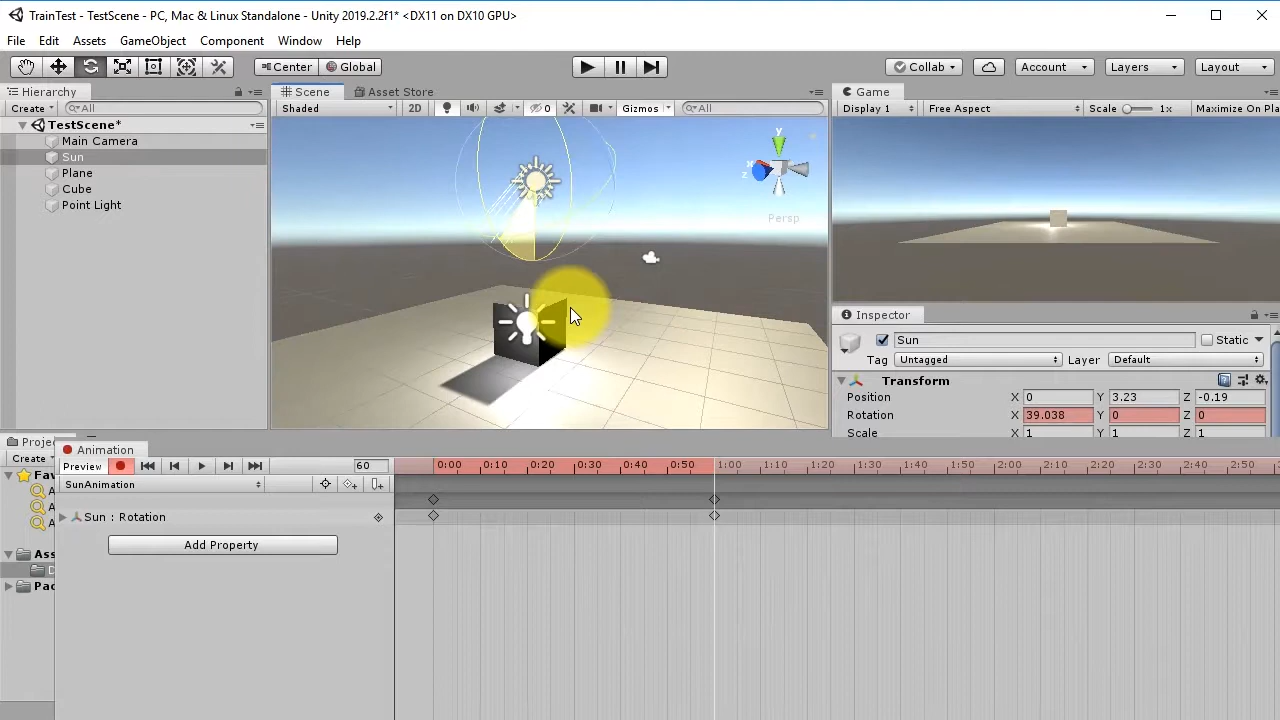 TrainTest - TestScene - PC, Mac & Linux Standalone - Unity 2019.2.2f1* <DX11 on DX10 GPU>
File Edit Assets GameObject Component Window Help
Center Global Collab Account Layers Layout
Hierarchy Scene Asset Store Game
Create All Shaded 2D 0 Gizmos All Display 1 Free Aspect Scale 1x Maximize On Pla
TestScene*
Main Camera
Sun
Plane
Cube
Point Light
y
x
z
Persp
Inspector
Sun Static
Tag Untagged Layer Default
Transform
Position X 0 Y 3.23 Z -0.19
Rotation X 39.038 Y 0 Z 0
Scale X 1 Y 1 Z 1
Proje
Create
Fav
A
A
A
Ass
D
Pac
Animation
Preview 60 0:00 0:10 0:20 0:30 0:40 0:50 1:00 1:10 1:20 1:30 1:40 1:50 2:00 2:10 2:20 2:30 2:40 2:50
SunAnimation
Sun : Rotation
Add Property